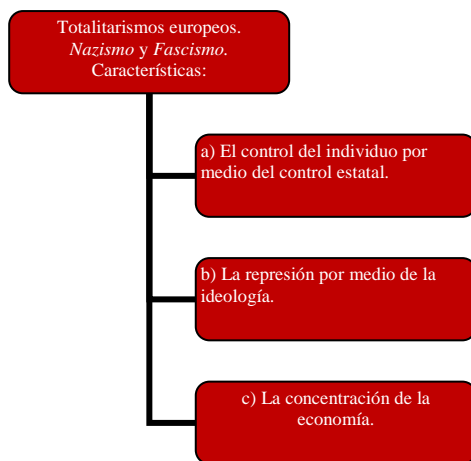 Totalitarismos europeos.
Nazismo y Fascismo.
Características:
a) El control del individuo por
medio del control estatal.
b) La represión por medio de la
ideología.
c) La concentración de la
economía.